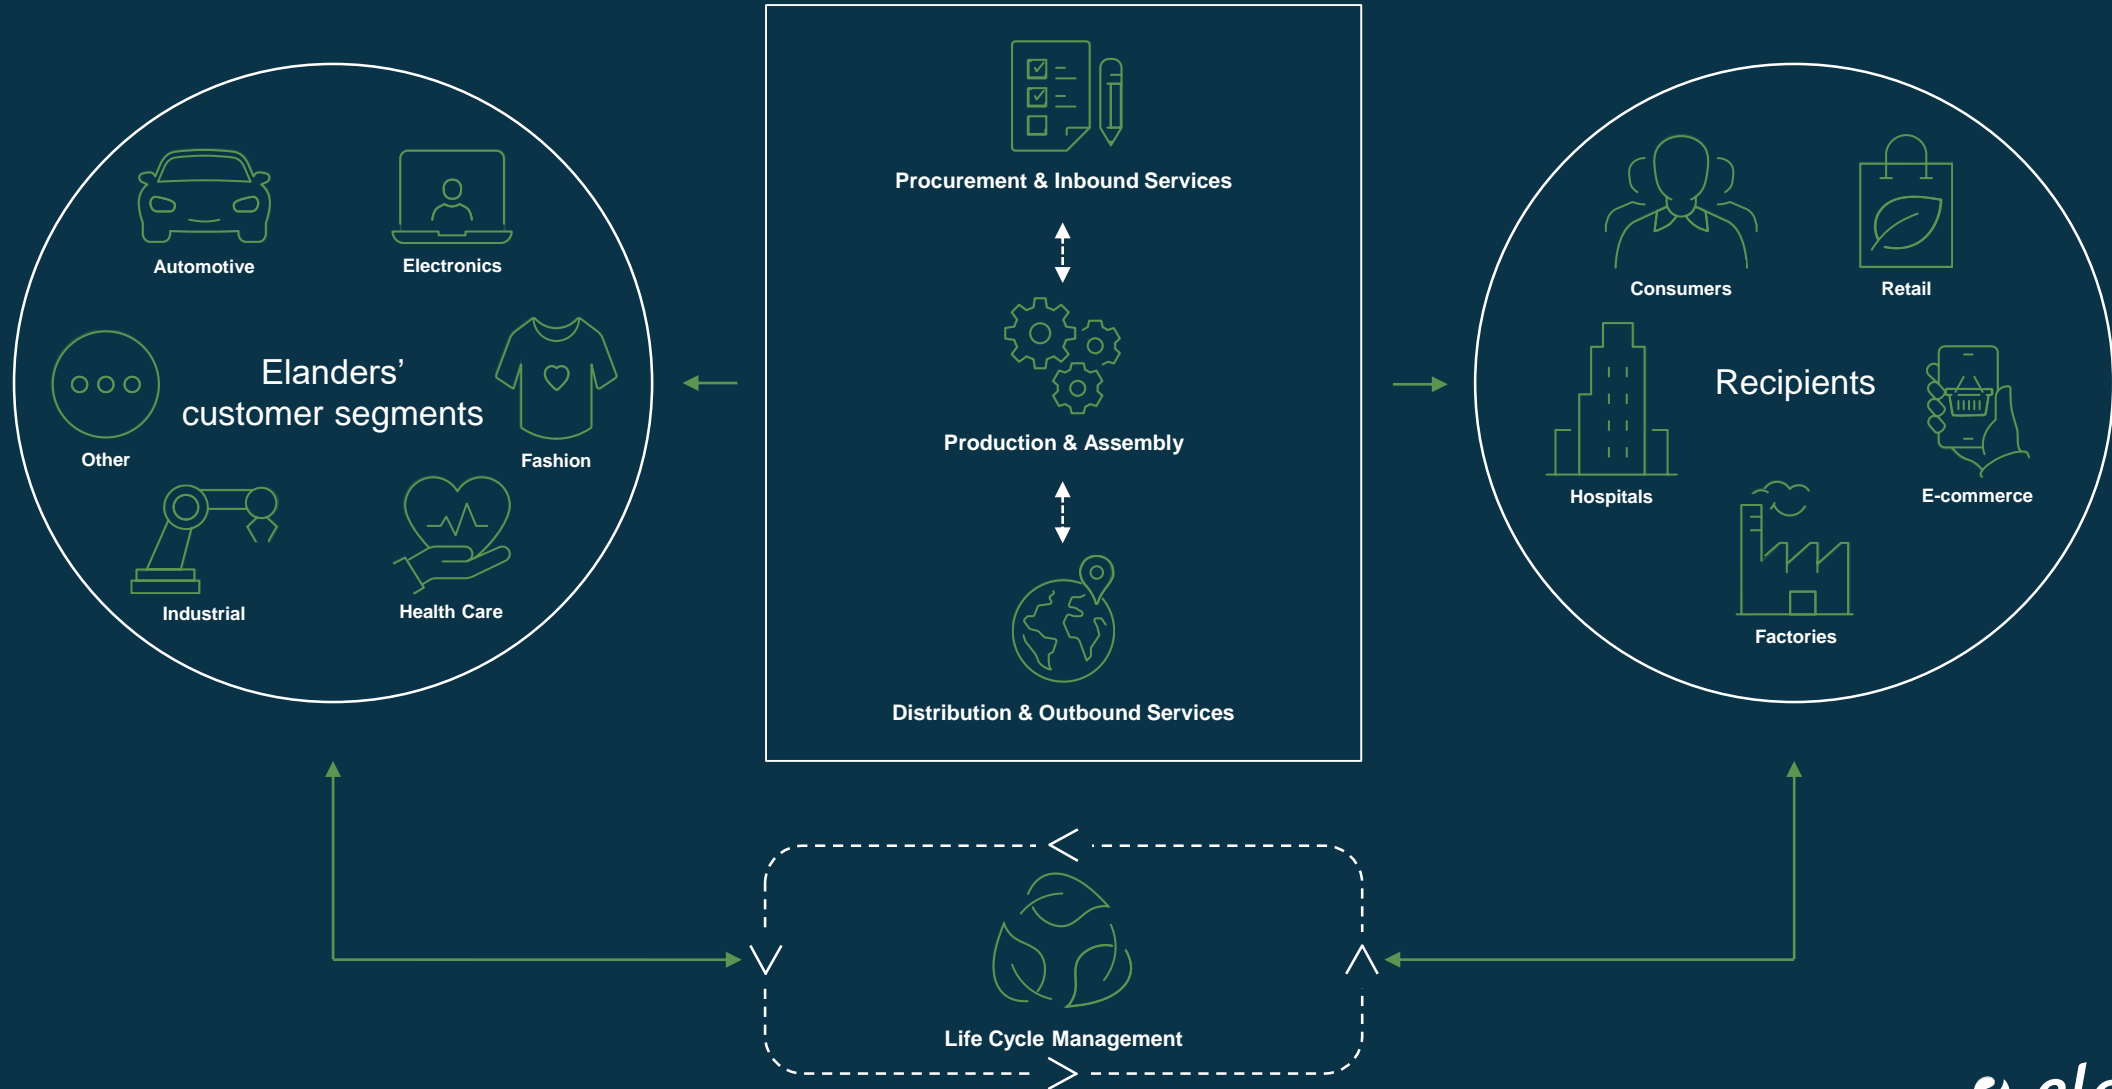 Automotive
Electronics
Elanders’
customer segments
Other
Fashion
Industrial
Health Care
Procurement & Inbound Services
Production & Assembly
Distribution & Outbound Services
Consumers
Retail
Recipients
Hospitals
E-commerce
Factories
Life Cycle Management